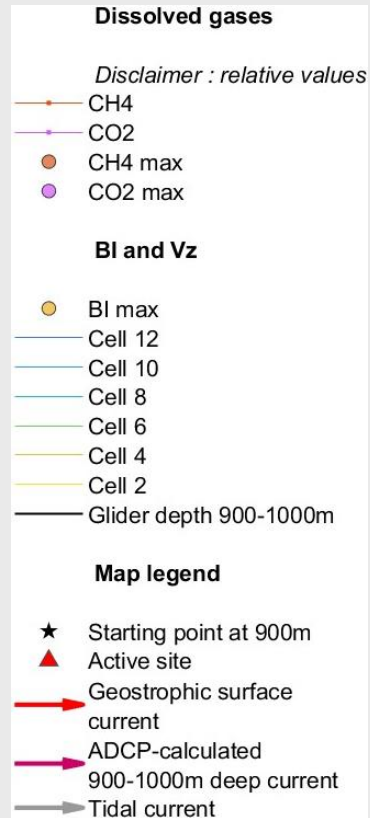 Dissolved gases
Disclaimer : relative values
CH4
CO2
CH4 max
CO2 max
BI and Vz
BI max
Cell 12
Cell 10
Cell 8
Cell 6
Cell 4
Cell 2
Glider depth 900-1000m
Map legend
Starting point at 900m
Active site
Geostrophic surface
current
ADCP-calculated
900-1000m deep current
Tidal current